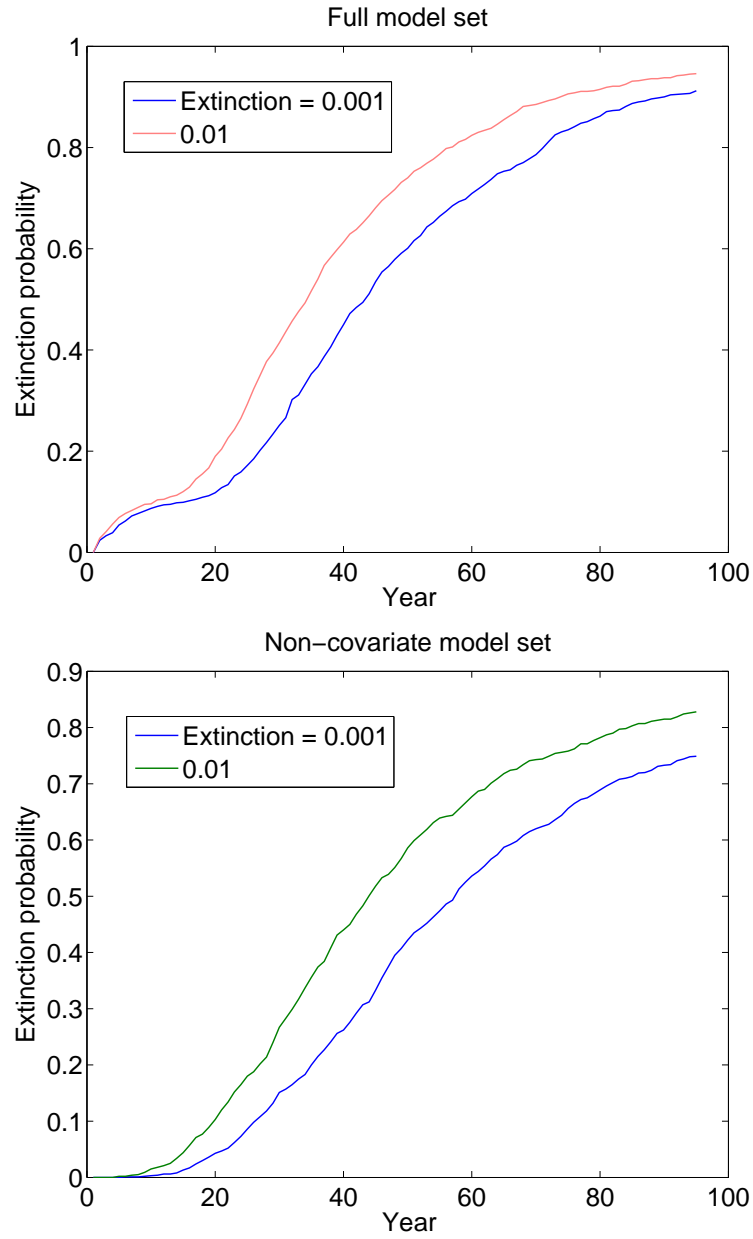 Full model set
1
0.8
0.6
0.4
0.2
0
Extinction probability
Extinction = 0.001
0.01
0 20 40 60 80 100
Year
Non−covariate model set
0.9
0.8
0.7
0.6
0.5
0.4
0.3
0.2
0.1
0
Extinction probability
Extinction = 0.001
0.01
0 20 40 60 80 100
Year